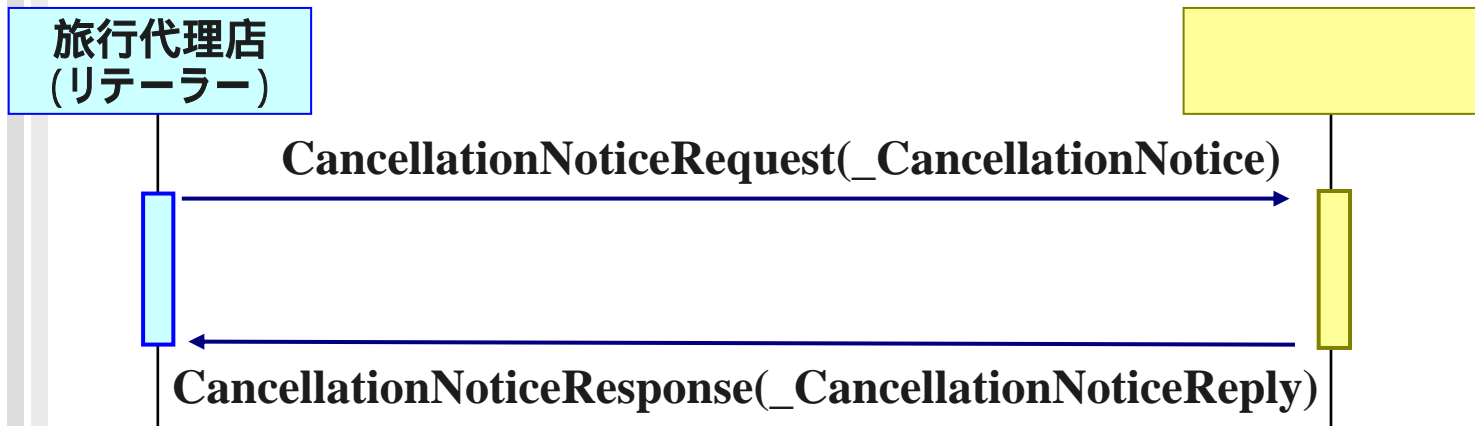 旅行代理店
(リテーラー)
CancellationNoticeRequest(_CancellationNotice)
CancellationNoticeResponse(_CancellationNoticeReply)